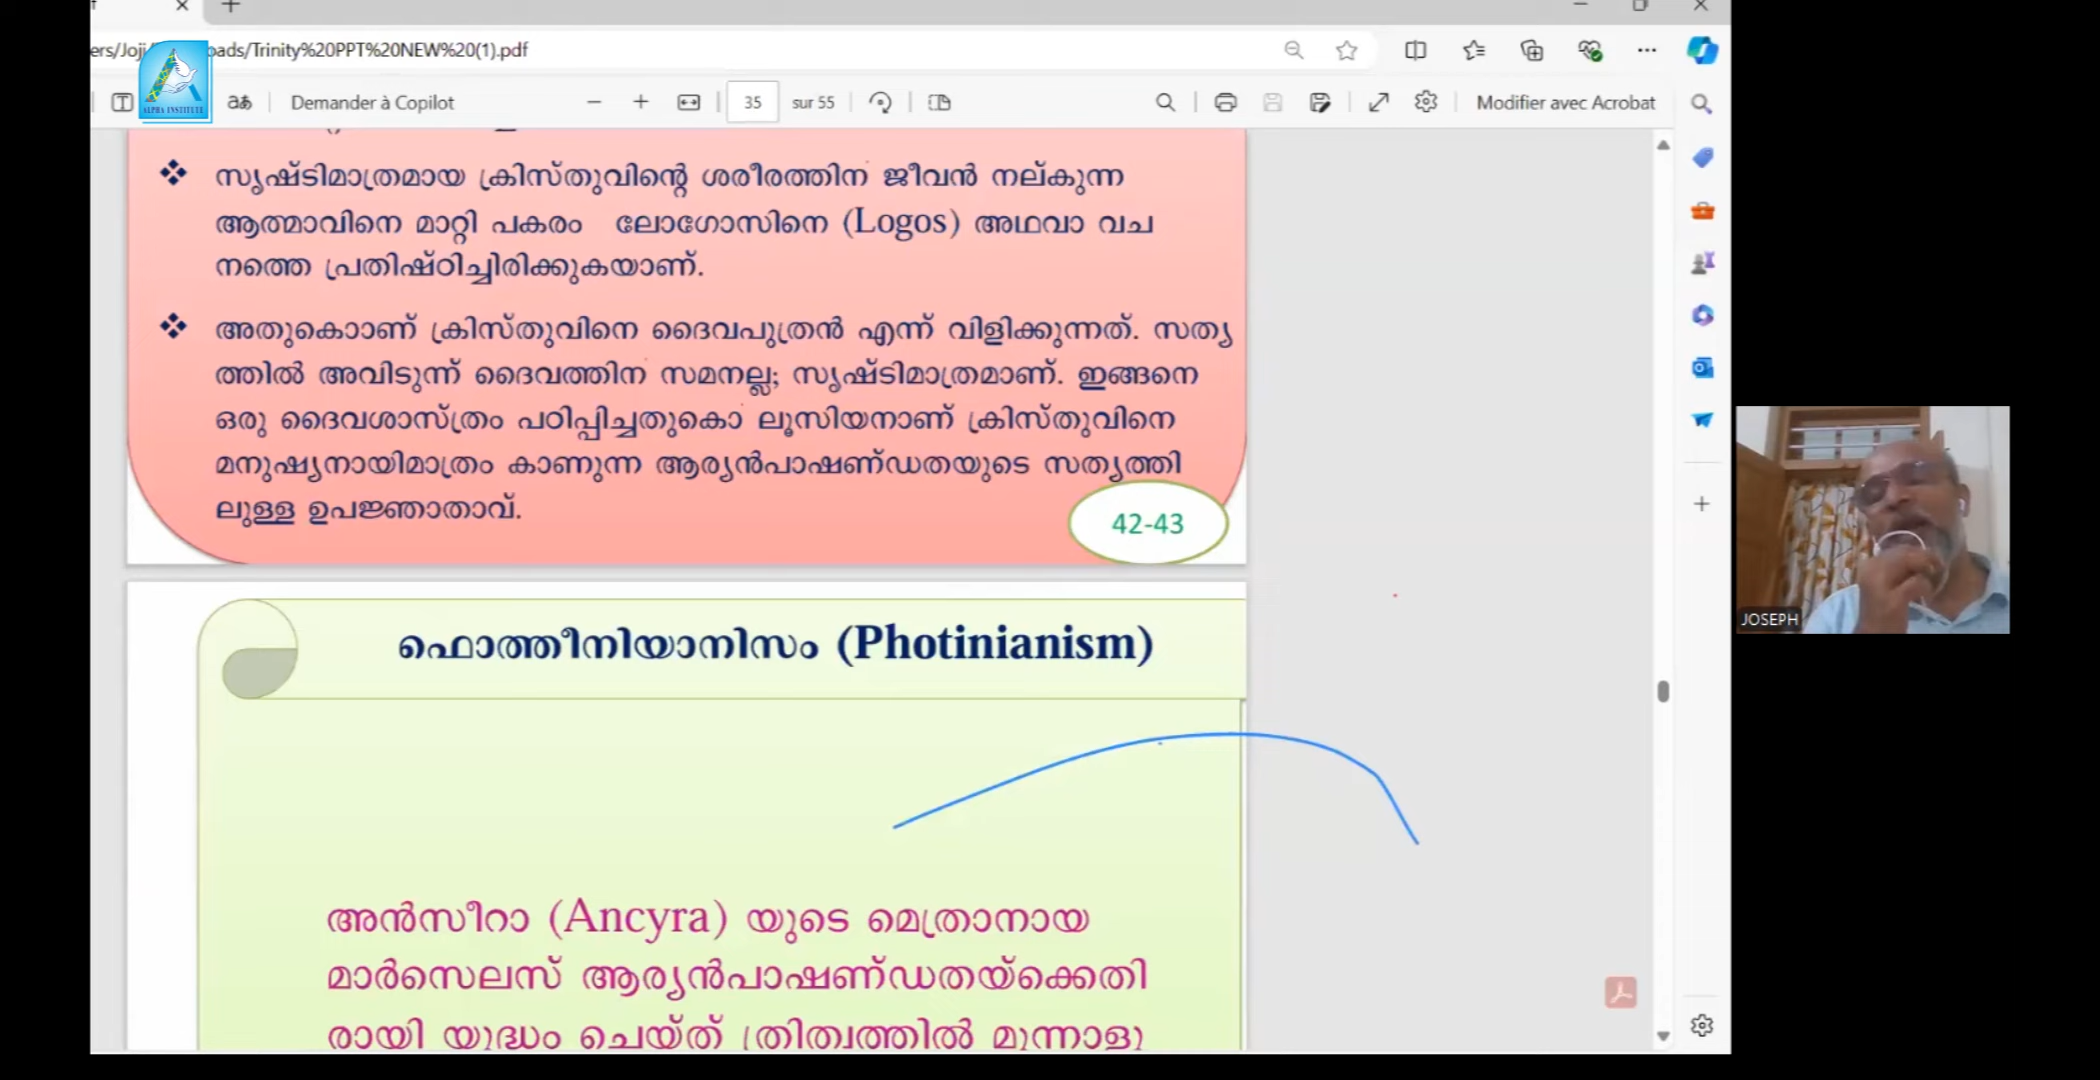 ers/Joji/ oads/Trinity%20PPT%20NEW%20(1).pdf
ALPHA INSTITUTE
Demander à Copilot
35 sur 55
Modifier avec Acrobat
❖ സൃഷ്ടിമാത്രമായ ക്രിസ്തുവിന്റെ ശരീരത്തിന ജീവൻ നല്കുന്ന
ആത്മാവിനെ മാറ്റി പകരം ലോഗോസിനെ (Logos) അഥവാ വച
നത്തെ പ്രതിഷ്ഠിച്ചിരിക്കുകയാണ്.
❖ അതുകൊാണ് ക്രിസ്തുവിനെ ദൈവപുത്രൻ എന്ന് വിളിക്കുന്നത്. സത്യ
ത്തിൽ അവിടുന്ന് ദൈവത്തിന സമനല്ല; സൃഷ്ടിമാത്രമാണ്. ഇങ്ങനെ
ഒരു ദൈവശാസ്ത്രം പഠിപ്പിച്ചതുകൊ ലൂസിയനാണ് ക്രിസ്തുവിനെ
മനുഷ്യനായിമാത്രം കാണുന്ന ആര്യൻപാഷണ്ഡതയുടെ സത്യത്തി
ലുള്ള ഉപജ്ഞാതാവ്.
42-43
ഫൊത്തീനിയാനിസം (Photinianism)
അൻസീറാ (Ancyra) യുടെ മെത്രാനായ
മാർസെലസ് ആര്യൻപാഷണ്ഡതയ്ക്കെതി
രായി യുദ്ധം ചെയ്ത് ത്രിത്വത്തിൽ മൂന്നാളു
JOSEPH